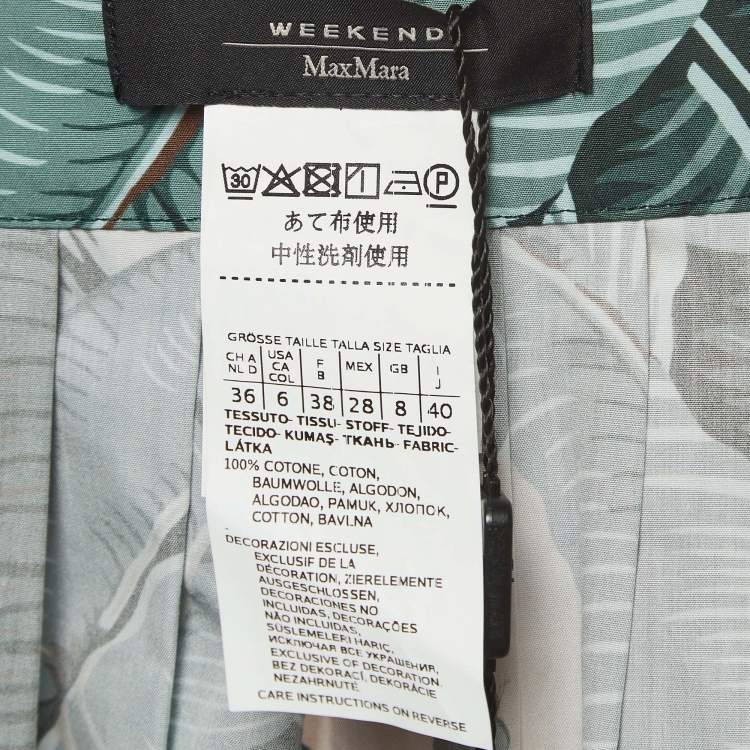 WEEKEND
MaxMara
30 P
あて布使用
中性洗剤使用
GRÖSSE TAILLE TALLA SIZE TAGLIA
CH A NL D USA CA COL F B MEX GB I J
36 6 38 28 8 40
TESSUTO- TISSU- STOFF- TEJIDO-
TECIDO- KUMAŞ- ТКАНЬ- FABRIC-
LÁTKA
100% COTONE, COTON,
BAUMWOLLE, ALGODON,
ALGODAO, PAMUK, ХЛОПОК,
COTTON, BAVLNA
DECORAZIONI ESCLUSE,
EXCLUSIF DE LA
DÉCORATION, ZIERELEMENTE
AUSGESCHLOSSEN,
DECORACIONES NO
INCLUIDAS, DECORAÇÕES
NÃO INCLUÍDAS,
SÜSLEMELERI HARIÇ,
ИСКЛЮЧАЯ ВСЕ УКРАШЕНИЯ,
EXCLUSIVE OF DECORATION,
BEZ DEKORACÍ, DEKORÁCIE
NEZAHRNUTÉ
CARE INSTRUCTIONS ON REVERSE